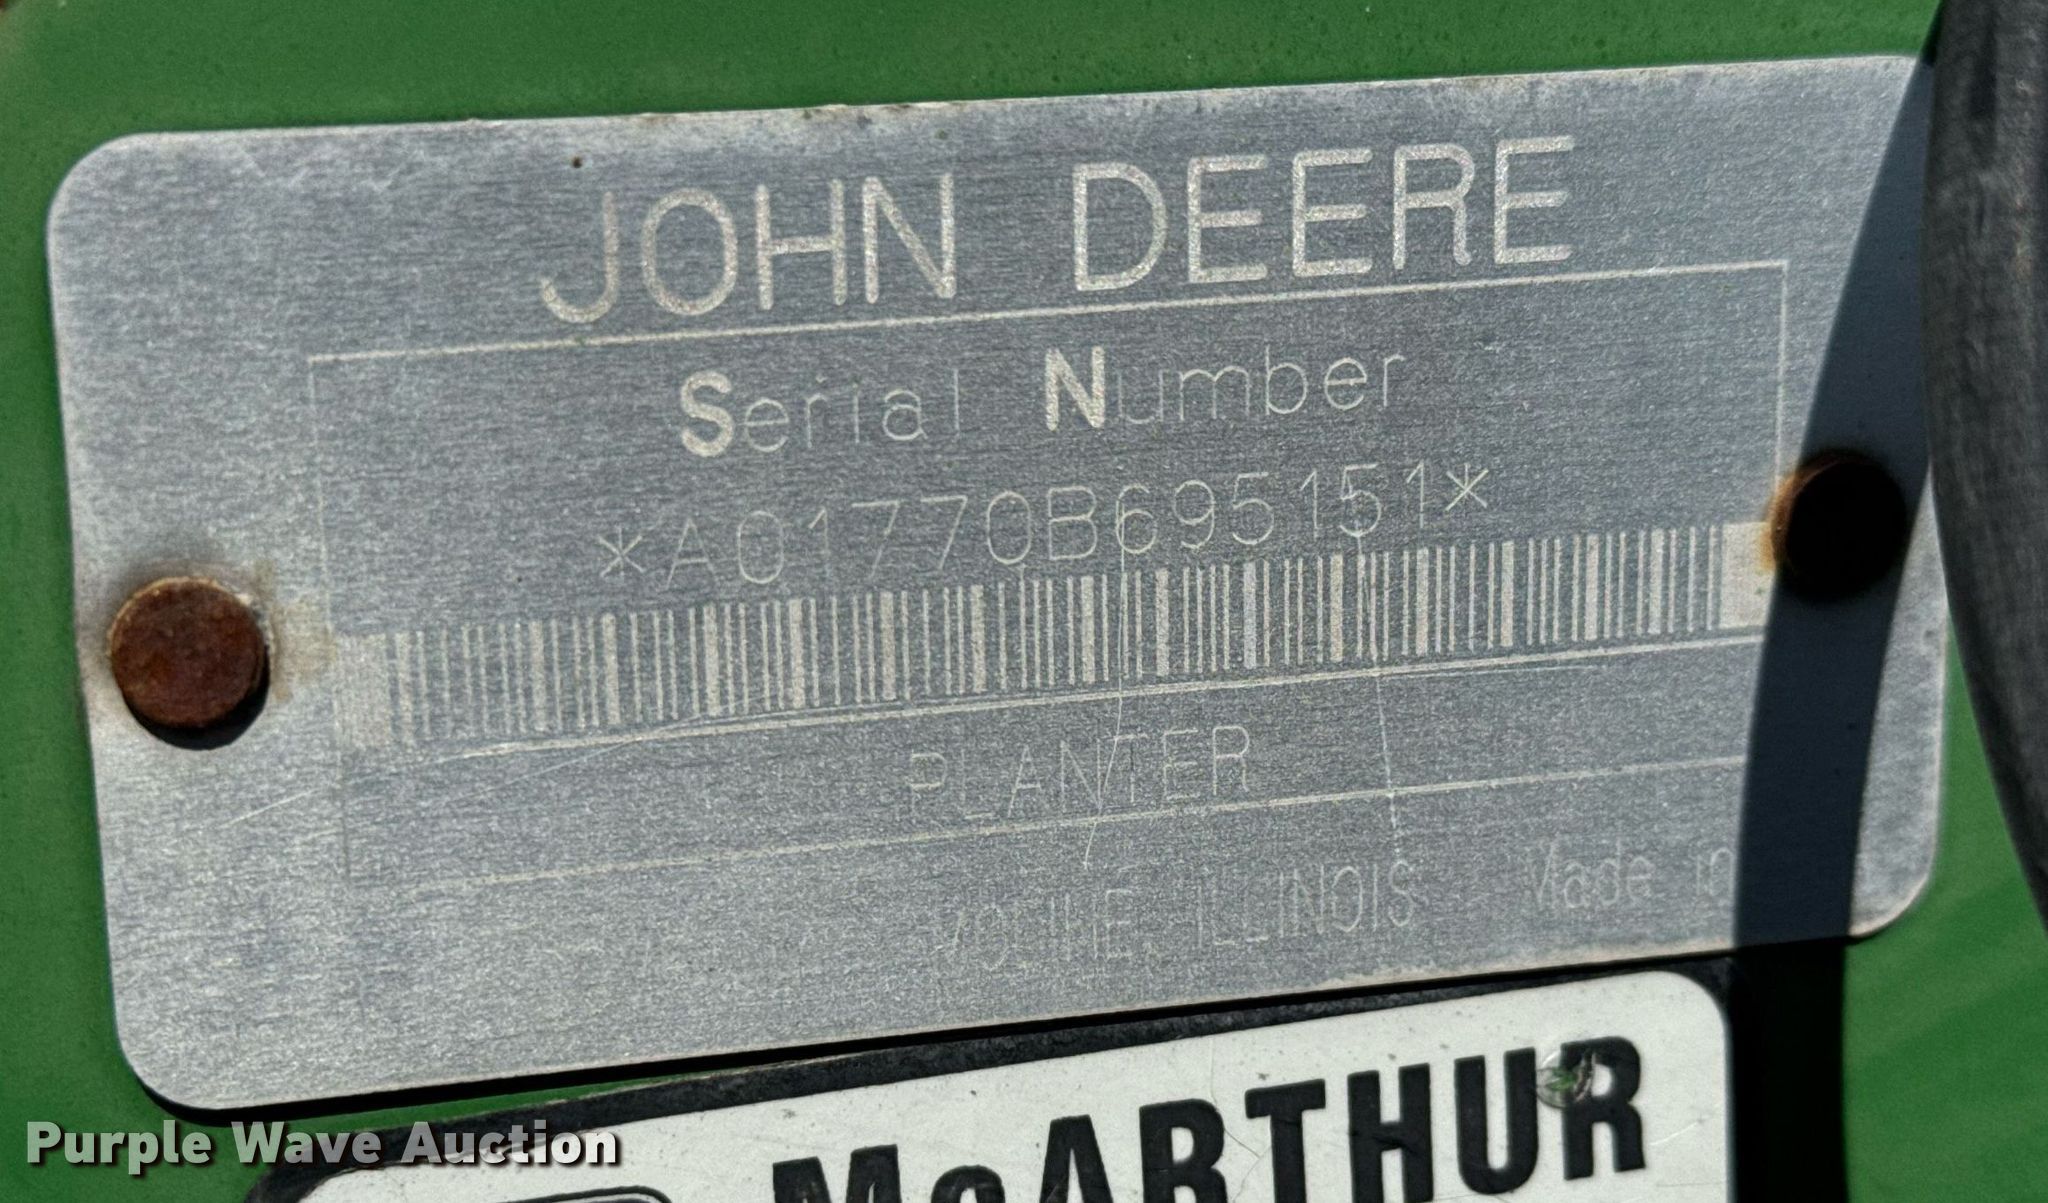 JOHN DEERE
Serial Number
*A01770B695151*
PLANTER
MOLINE, ILLINOIS Made in
McARTHUR
Purple Wave Auction